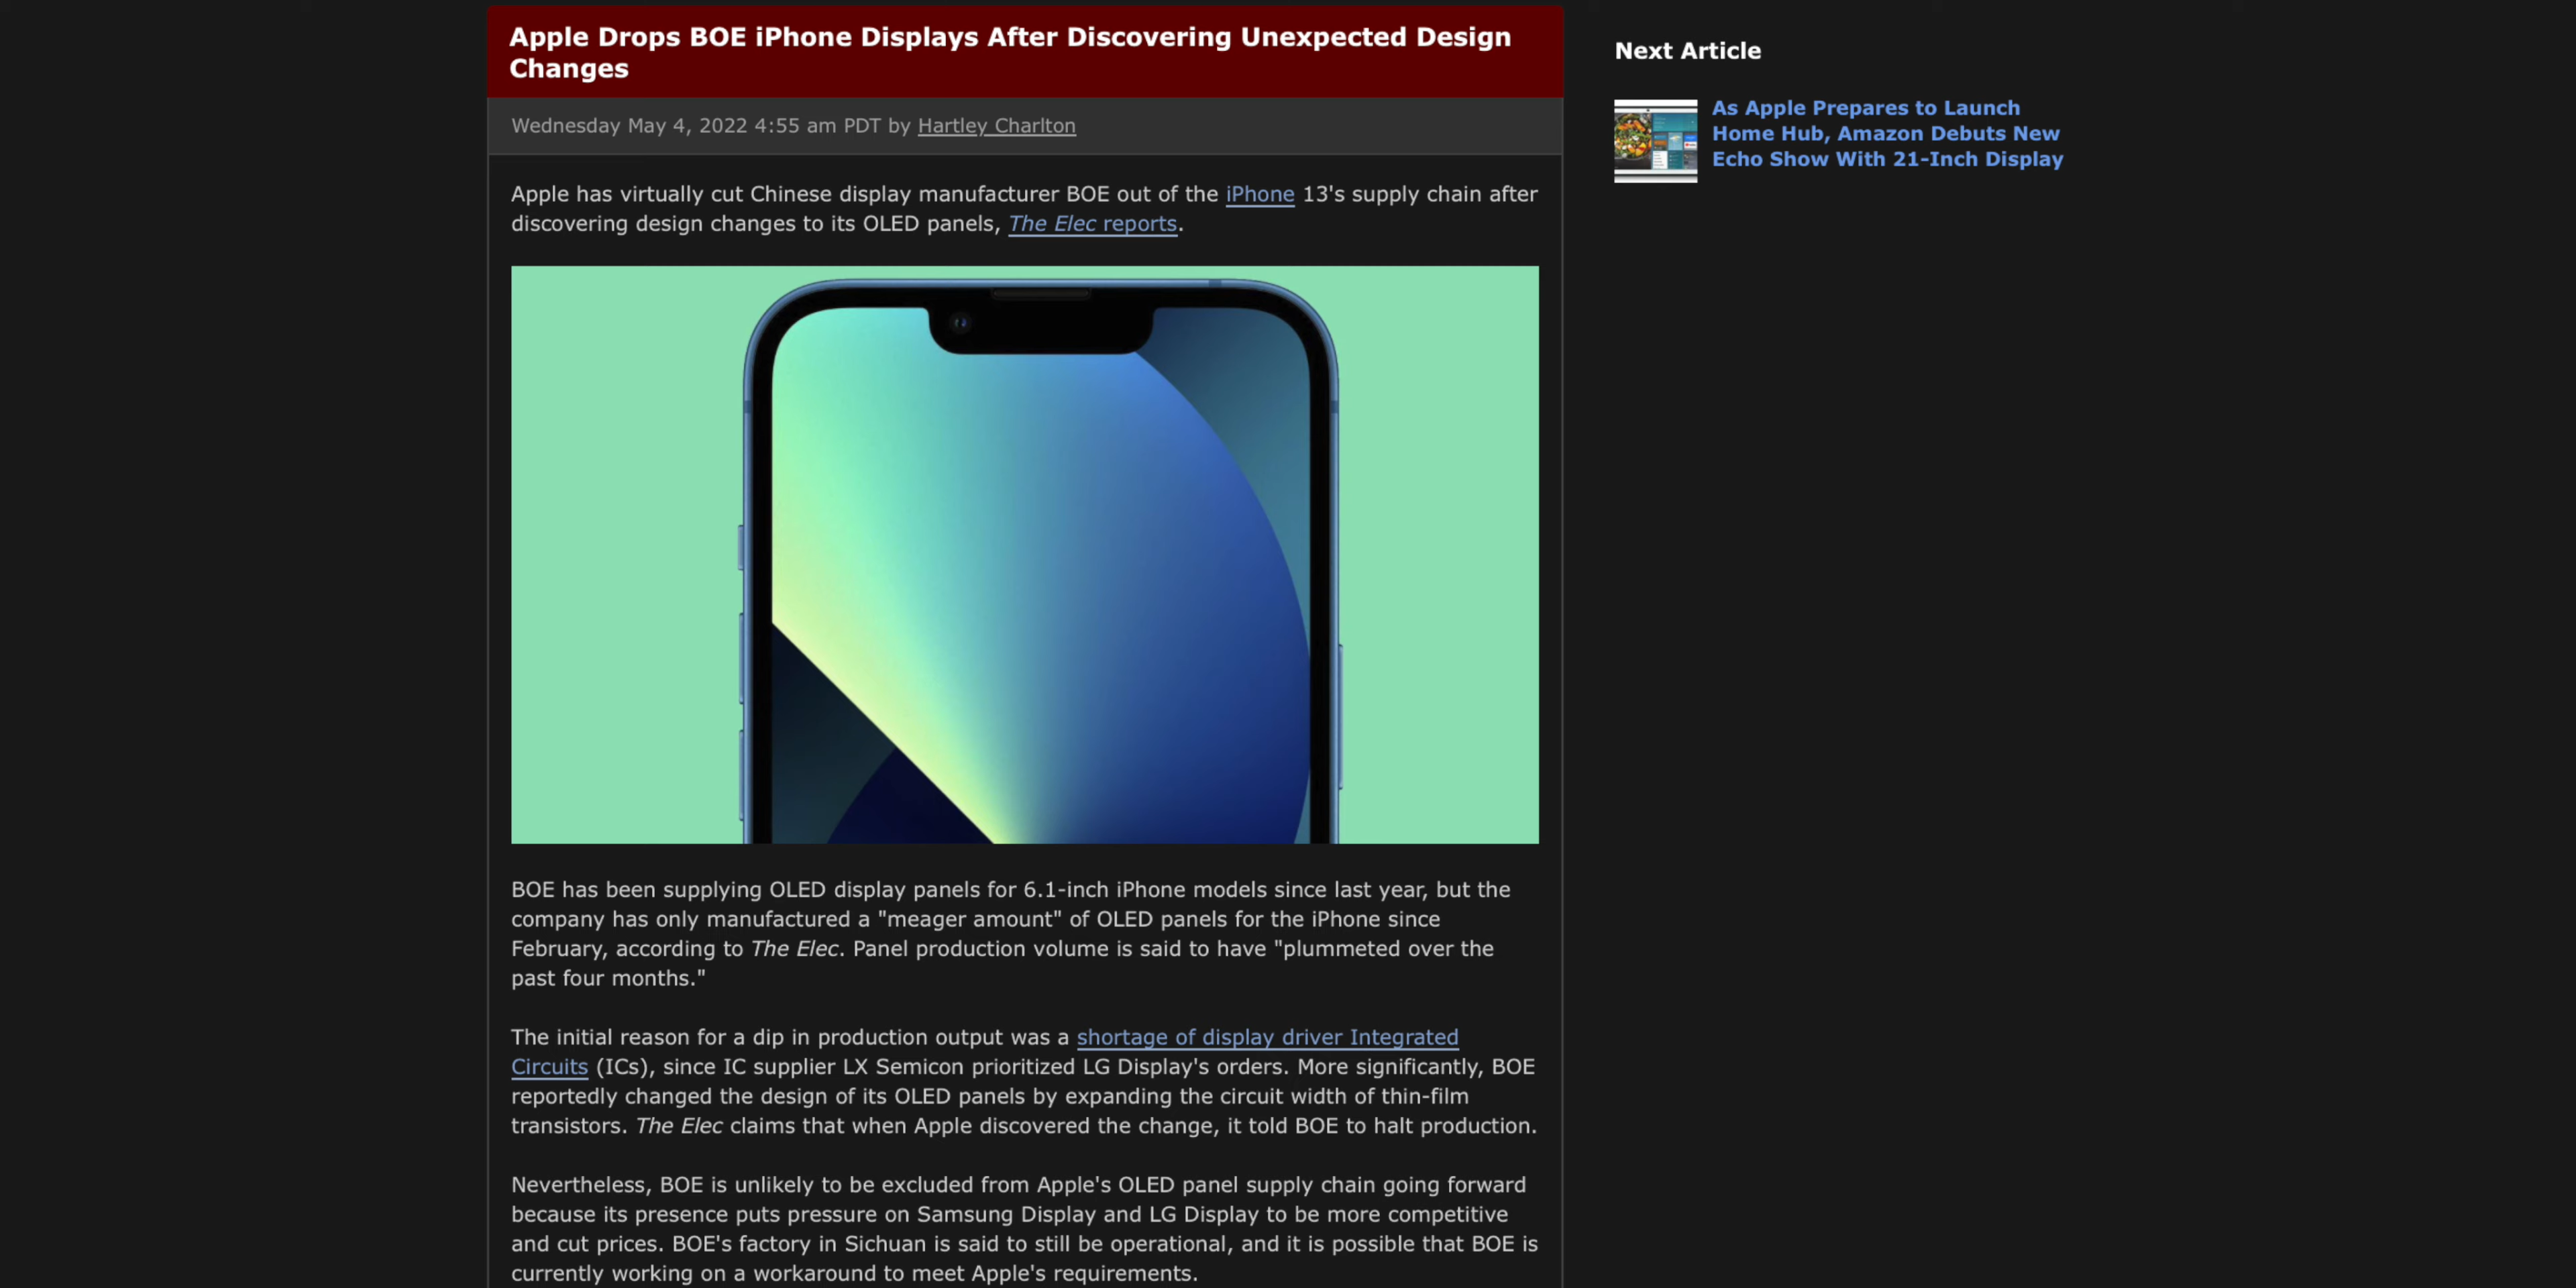 Apple Drops BOE iPhone Displays After Discovering Unexpected Design
Changes
Wednesday May 4, 2022 4:55 am PDT by Hartley Charlton
Apple has virtually cut Chinese display manufacturer BOE out of the iPhone 13's supply chain after
discovering design changes to its OLED panels, The Elec reports.
BOE has been supplying OLED display panels for 6.1-inch iPhone models since last year, but the
company has only manufactured a "meager amount" of OLED panels for the iPhone since
February, according to The Elec. Panel production volume is said to have "plummeted over the
past four months."
The initial reason for a dip in production output was a shortage of display driver Integrated
Circuits (ICs), since IC supplier LX Semicon prioritized LG Display's orders. More significantly, BOE
reportedly changed the design of its OLED panels by expanding the circuit width of thin-film
transistors. The Elec claims that when Apple discovered the change, it told BOE to halt production.
Nevertheless, BOE is unlikely to be excluded from Apple's OLED panel supply chain going forward
because its presence puts pressure on Samsung Display and LG Display to be more competitive
and cut prices. BOE's factory in Sichuan is said to still be operational, and it is possible that BOE is
currently working on a workaround to meet Apple's requirements.
Next Article
As Apple Prepares to Launch
Home Hub, Amazon Debuts New
Echo Show With 21-Inch Display